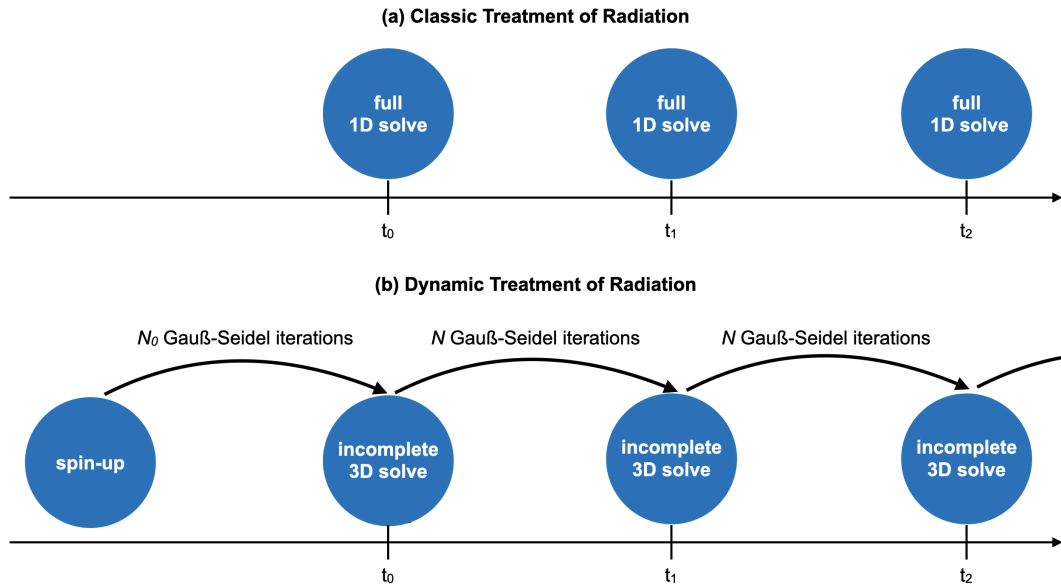 (a) Classic Treatment of Radiation
full
1D solve
full
1D solve
full
1D solve
t₀
t₁
t₂
(b) Dynamic Treatment of Radiation
N₀ Gauß-Seidel iterations
N Gauß-Seidel iterations
N Gauß-Seidel iterations
spin-up
incomplete
3D solve
incomplete
3D solve
incomplete
3D solve
t₀
t₁
t₂